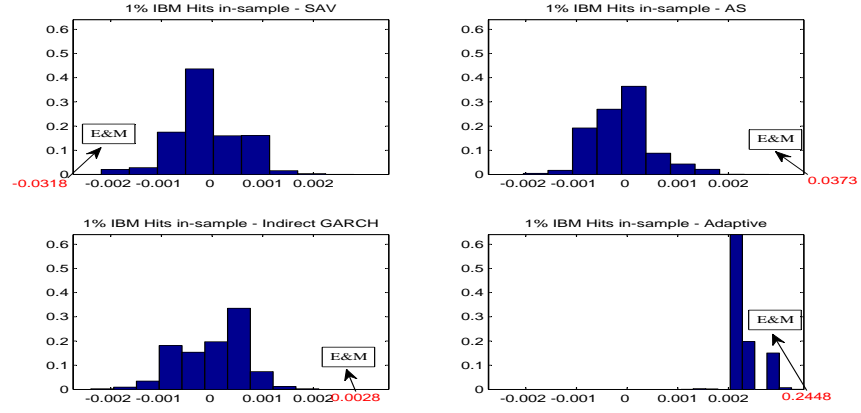 1% IBM Hits in-sample - SAV
0.6
0.5
0.4
0.3
0.2
0.1
0
E&M
-0.0318
-0.002 -0.001 0 0.001 0.002
1% IBM Hits in-sample - AS
0.6
0.5
0.4
0.3
0.2
0.1
0
E&M
-0.002 -0.001 0 0.001 0.002
0.0373
1% IBM Hits in-sample - Indirect GARCH
0.6
0.5
0.4
0.3
0.2
0.1
0
E&M
-0.002 -0.001 0 0.001 0.002
0.0028
1% IBM Hits in-sample - Adaptive
0.6
0.5
0.4
0.3
0.2
0.1
0
E&M
-0.002 -0.001 0 0.001 0.002
0.2448